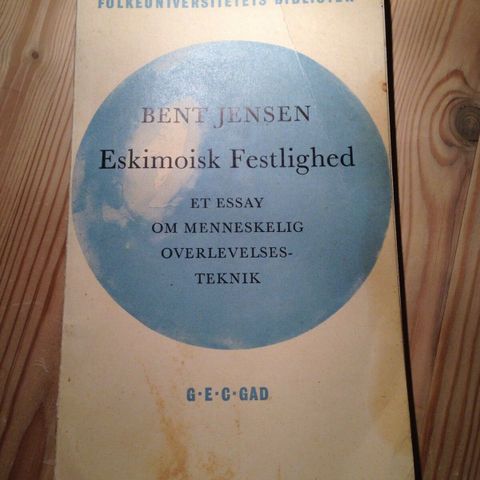 FOLKEUNIVERSITETETS BIBLIOTEK
BENT JENSEN
Eskimoisk Festlighed
ET ESSAY
OM MENNESKELIG
OVERLEVELSES-
TEKNIK
G·E·C·GAD